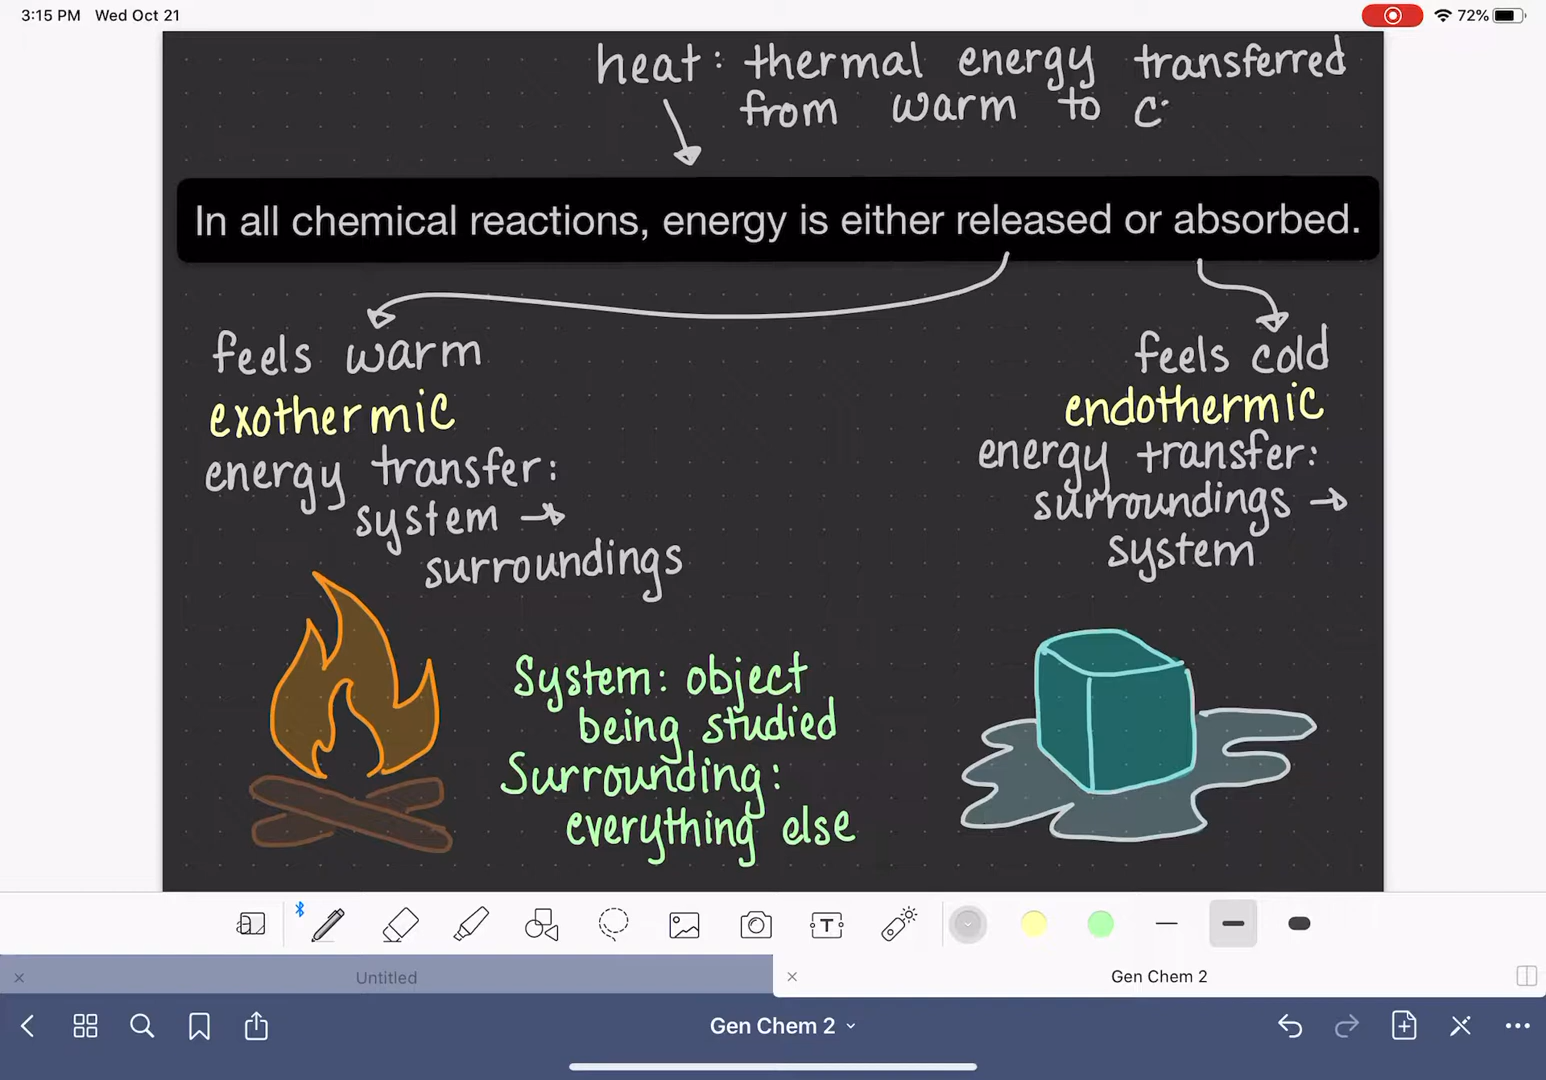 3:15 PM Wed Oct 21
72%
heat: thermal energy transferred
from warm to c
In all chemical reactions, energy is either released or absorbed.
feels warm
exothermic
energy transfer:
system →
surroundings
feels cold
endothermic
energy transfer:
surroundings →
system
System: object
being studied
Surrounding:
everything else
Untitled
Gen Chem 2
Gen Chem 2